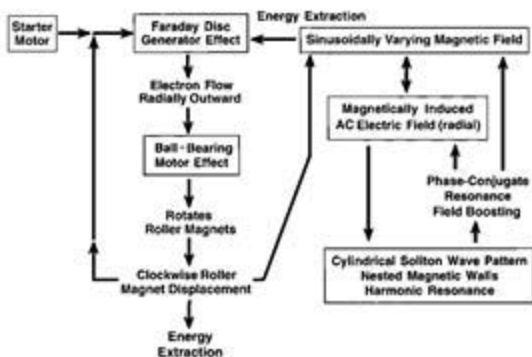 Energy Extraction
Starter
Motor
Faraday Disc
Generator Effect
Sinusoidally Varying Magnetic Field
Electron Flow
Radially Outward
Magnetically Induced
AC Electric Field (radial)
Ball-Bearing
Motor Effect
Phase-Conjugate
Resonance
Field Boosting
Rotates
Roller Magnets
Cylindrical Soliton Wave Pattern
Nested Magnetic Walls
Harmonic Resonance
Clockwise Roller
Magnet Displacement
Energy
Extraction